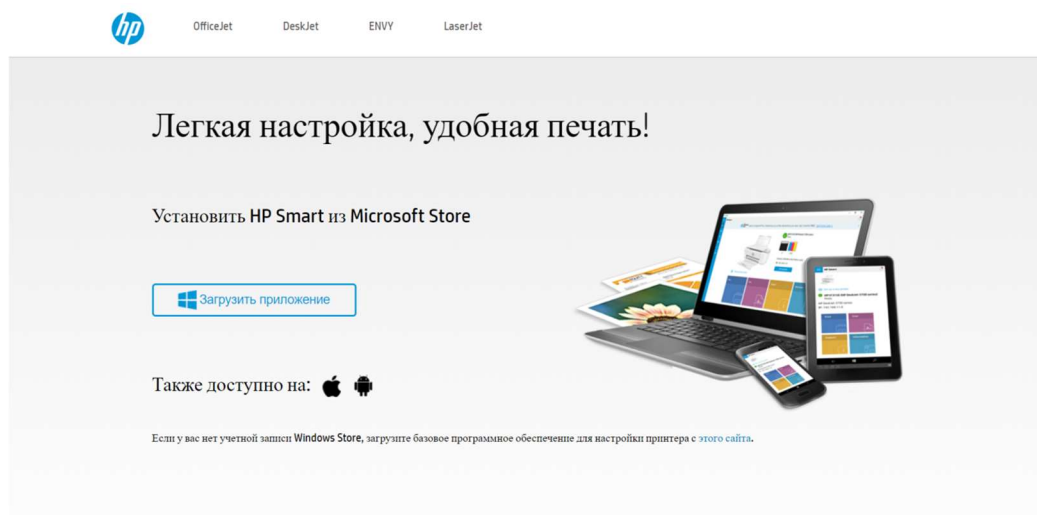 hp
OfficeJet DeskJet ENVY LaserJet
Легкая настройка, удобная печать!
Установить HP Smart из Microsoft Store
Загрузить приложение
Также доступно на:
Если у вас нет учетной записи Windows Store, загрузите базовое программное обеспечение для настройки принтера с этого сайта.